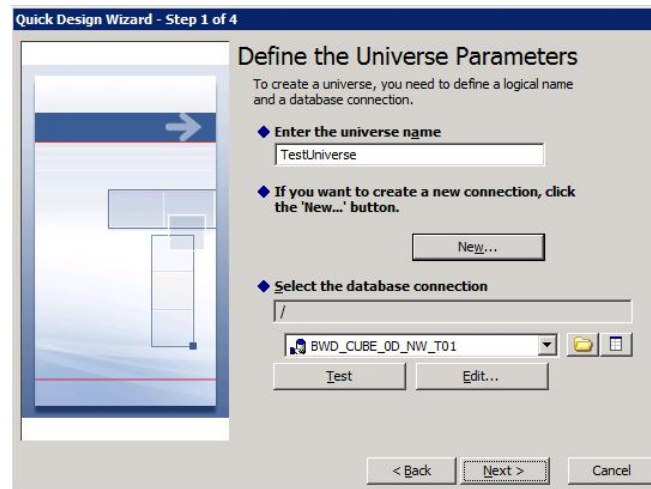 Quick Design Wizard - Step 1 of 4
Define the Universe Parameters
To create a universe, you need to define a logical name
and a database connection.
Enter the universe name
TestUniverse
If you want to create a new connection, click
the 'New...' button.
New...
Select the database connection
/
BWD_CUBE_0D_NW_T01
Test
Edit...
< Back
Next >
Cancel